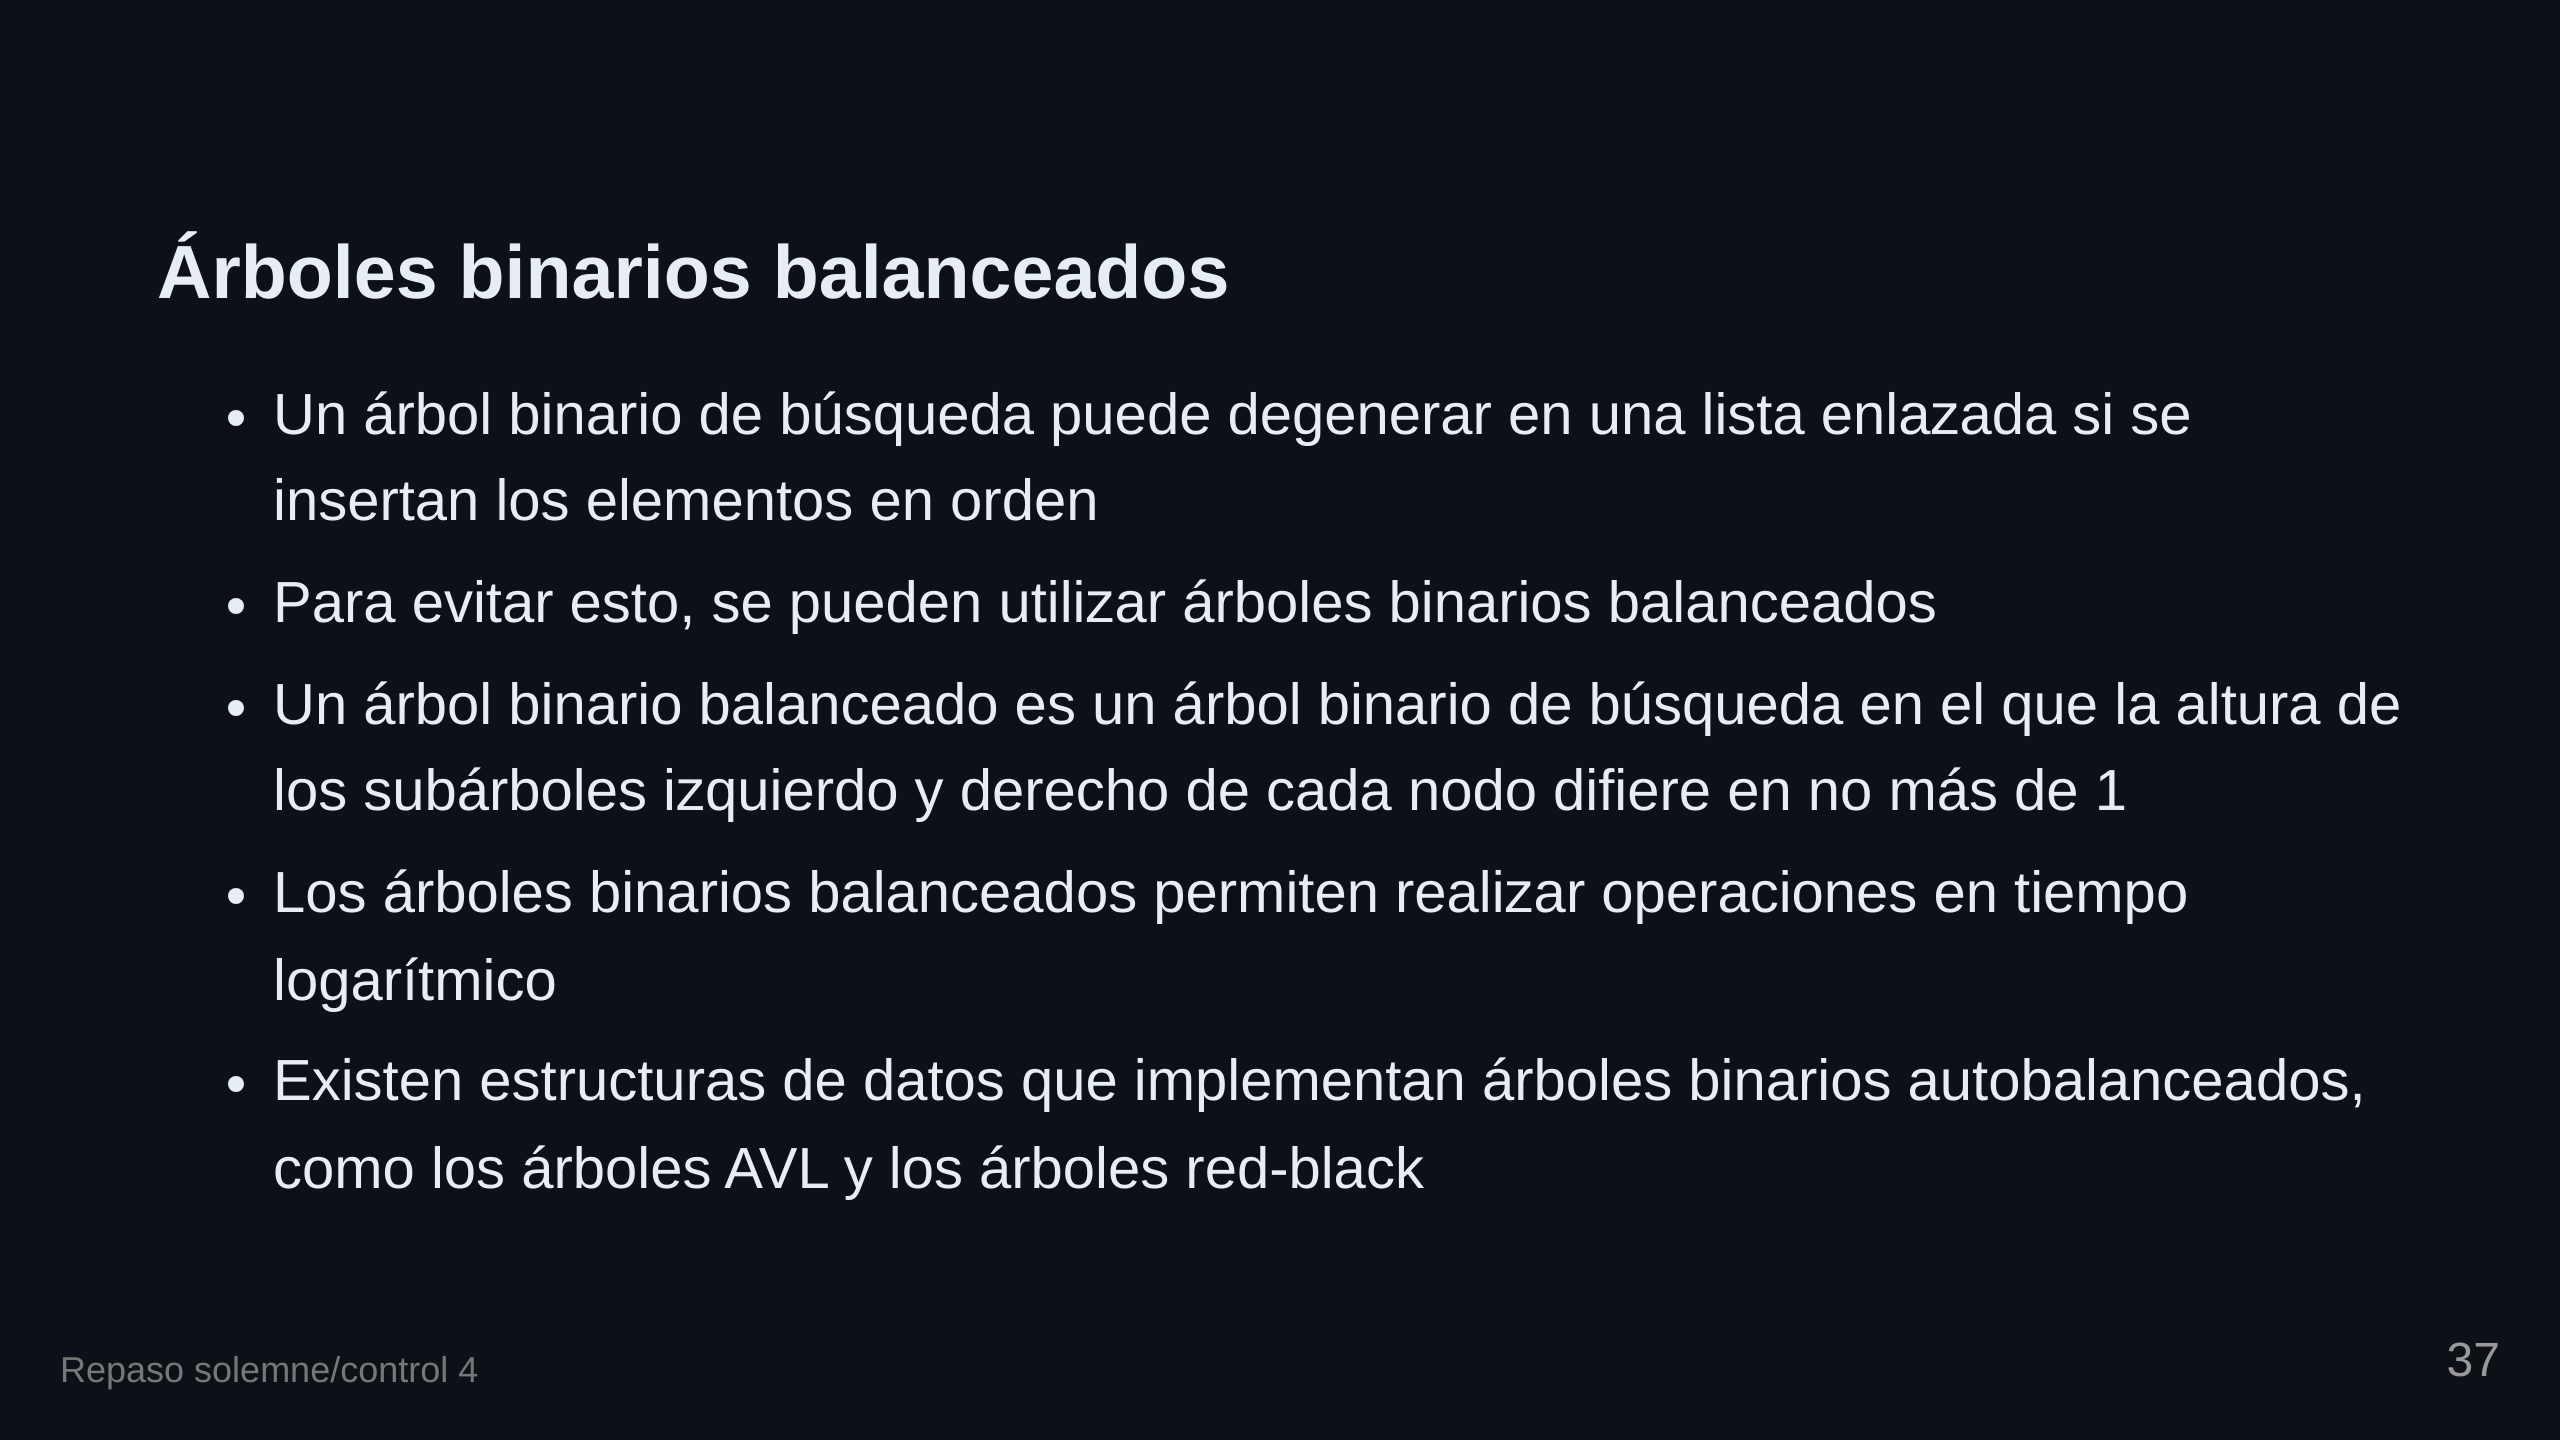 Árboles binarios balanceados
• Un árbol binario de búsqueda puede degenerar en una lista enlazada si se
insertan los elementos en orden
• Para evitar esto, se pueden utilizar árboles binarios balanceados
• Un árbol binario balanceado es un árbol binario de búsqueda en el que la altura de
los subárboles izquierdo y derecho de cada nodo difiere en no más de 1
• Los árboles binarios balanceados permiten realizar operaciones en tiempo
logarítmico
• Existen estructuras de datos que implementan árboles binarios autobalanceados,
como los árboles AVL y los árboles red-black
Repaso solemne/control 4
37